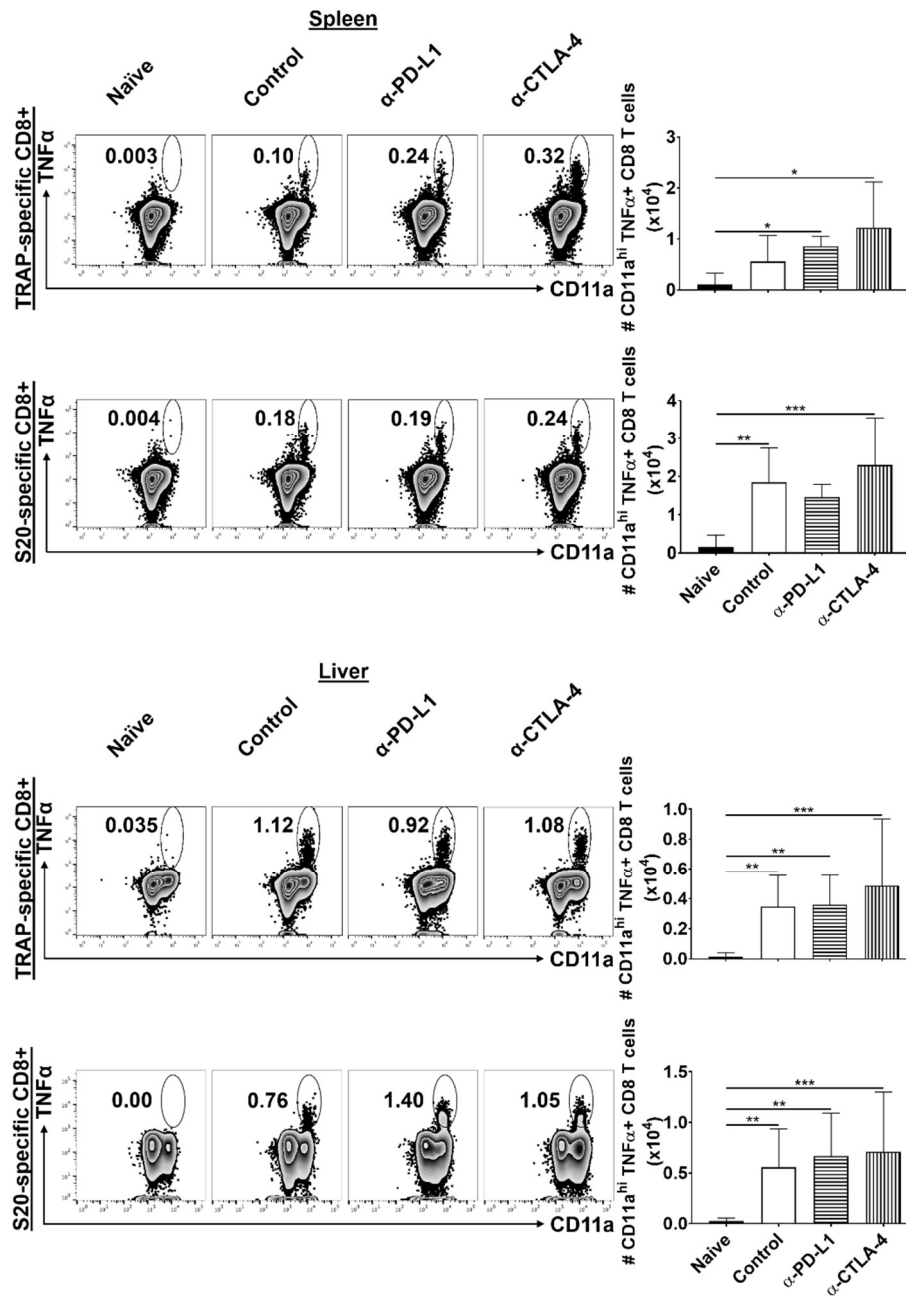 Spleen
Naïve
Control
α-PD-L1
α-CTLA-4
TRAP-specific CD8+
TNFα
0.003
0.10
0.24
0.32
CD11a
# CD11a^hi TNFα+ CD8 T cells
(x10^4)
3
2
1
0
*
*
S20-specific CD8+
TNFα
0.004
0.18
0.19
0.24
CD11a
# CD11a^hi TNFα+ CD8 T cells
(x10^4)
4
3
2
1
0
***
**
Naive
Control
α-PD-L1
α-CTLA-4
Liver
Naïve
Control
α-PD-L1
α-CTLA-4
TRAP-specific CD8+
TNFα
0.035
1.12
0.92
1.08
CD11a
# CD11a^hi TNFα+ CD8 T cells
(x10^4)
1.0
0.8
0.6
0.4
0.2
0.0
***
**
**
S20-specific CD8+
TNFα
0.00
0.76
1.40
1.05
CD11a
# CD11a^hi TNFα+ CD8 T cells
(x10^4)
1.5
1.0
0.5
0.0
***
**
**
Naive
Control
α-PD-L1
α-CTLA-4